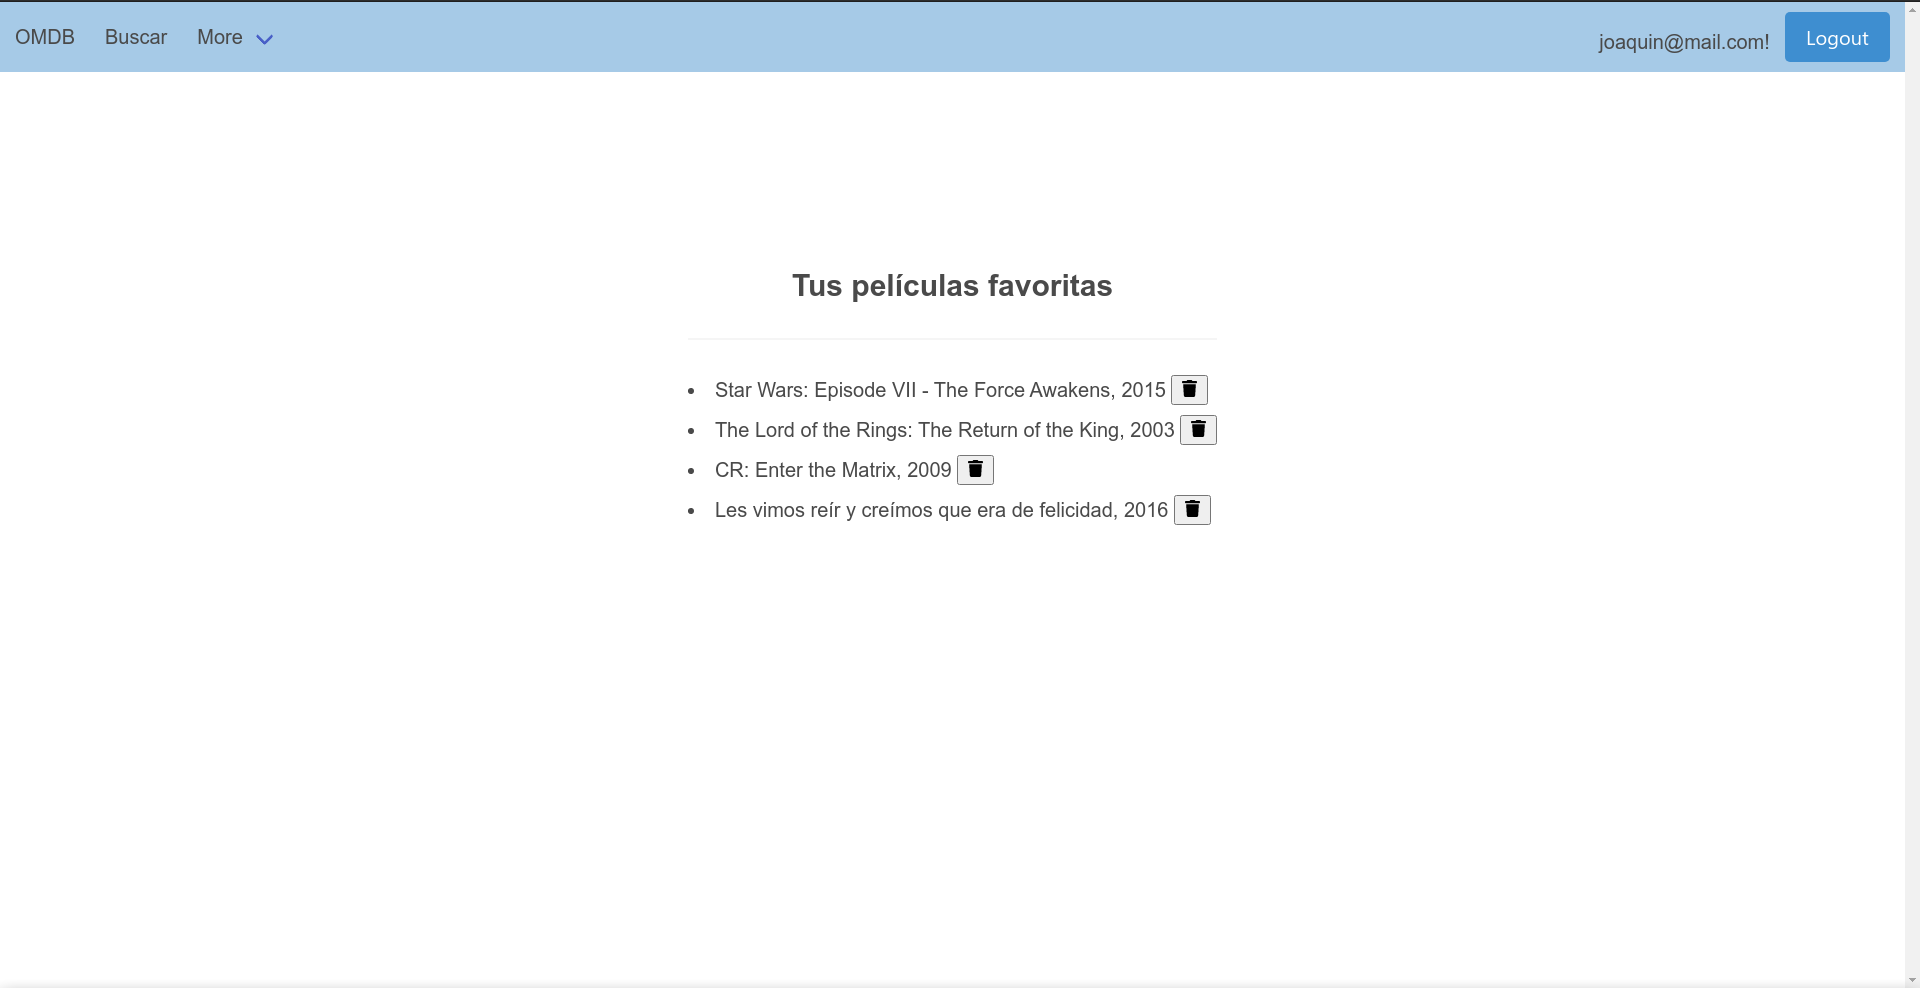 OMDB Buscar More joaquin@mail.com! Logout
Tus películas favoritas
Star Wars: Episode VII - The Force Awakens, 2015
The Lord of the Rings: The Return of the King, 2003
CR: Enter the Matrix, 2009
Les vimos reír y creímos que era de felicidad, 2016